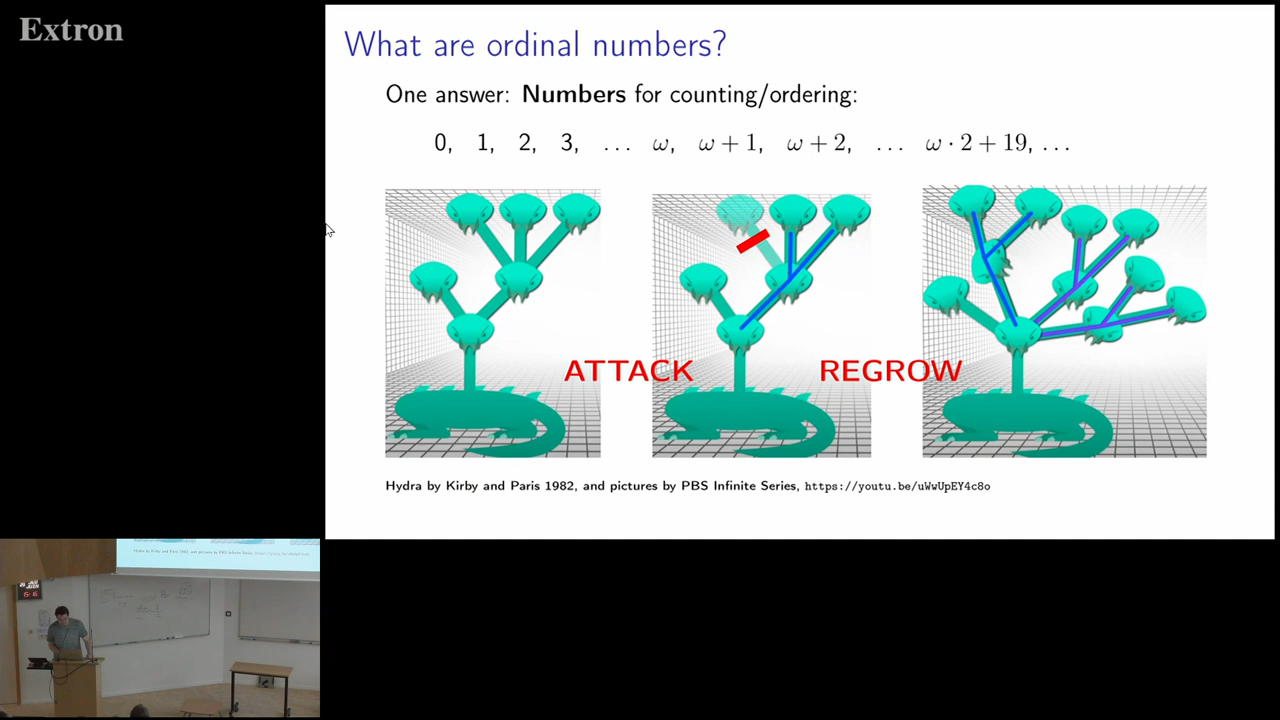 Extron
What are ordinal numbers?
One answer: Numbers for counting/ordering:
0, 1, 2, 3, ... ω, ω + 1, ω + 2, ... ω · 2 + 19, ...
ATTACK
REGROW
Hydra by Kirby and Paris 1982, and pictures by PBS Infinite Series, https://youtu.be/uWwUpEY4c8o